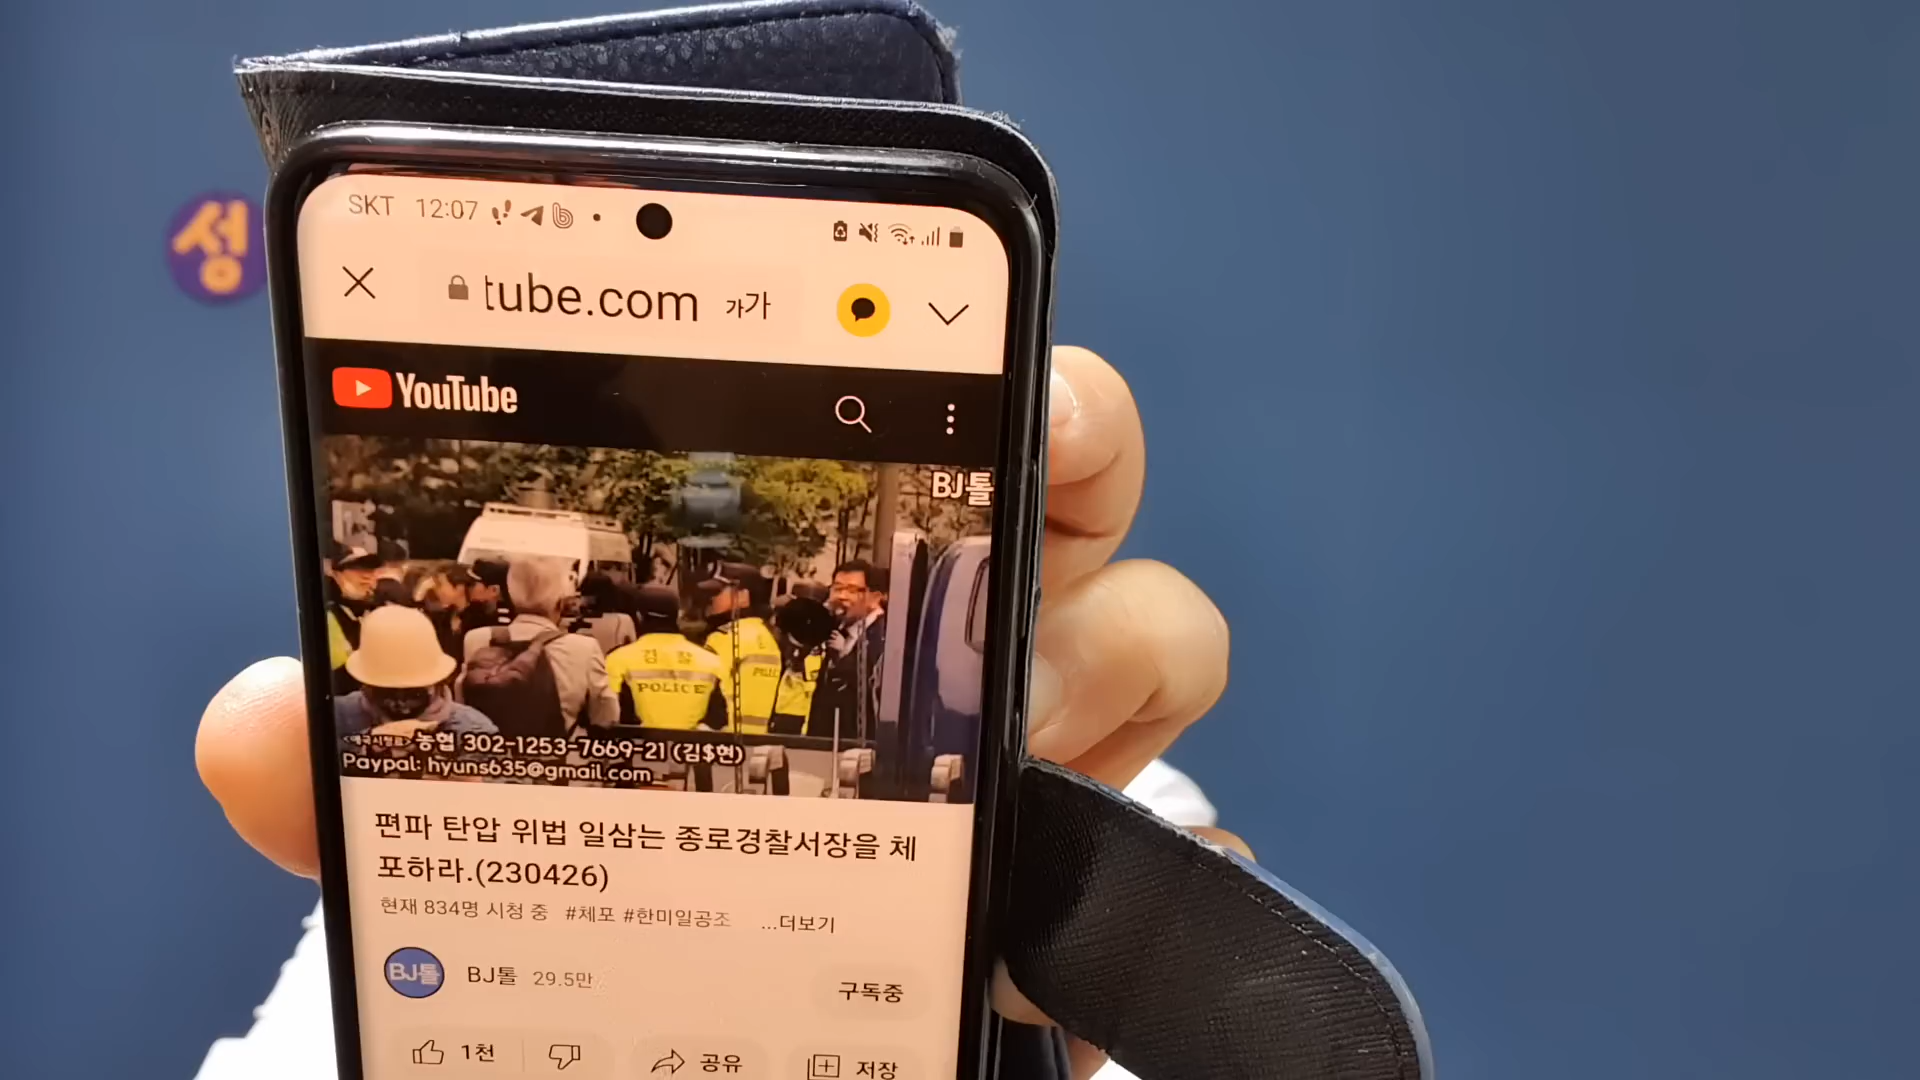 성
SKT 12:07
tube.com 가가
YouTube
BJ톨
경찰
POLICE
농협 302-1253-7669-21 (김$현)
Paypal: hyuns635@gmail.com
편파 탄압 위법 일삼는 종로경찰서장을 체
포하라.(230426)
현재 834명 시청 중 #체포 #한미일공조 ...더보기
BJ톨 BJ톨 29.5만
구독중
1천 공유 저장